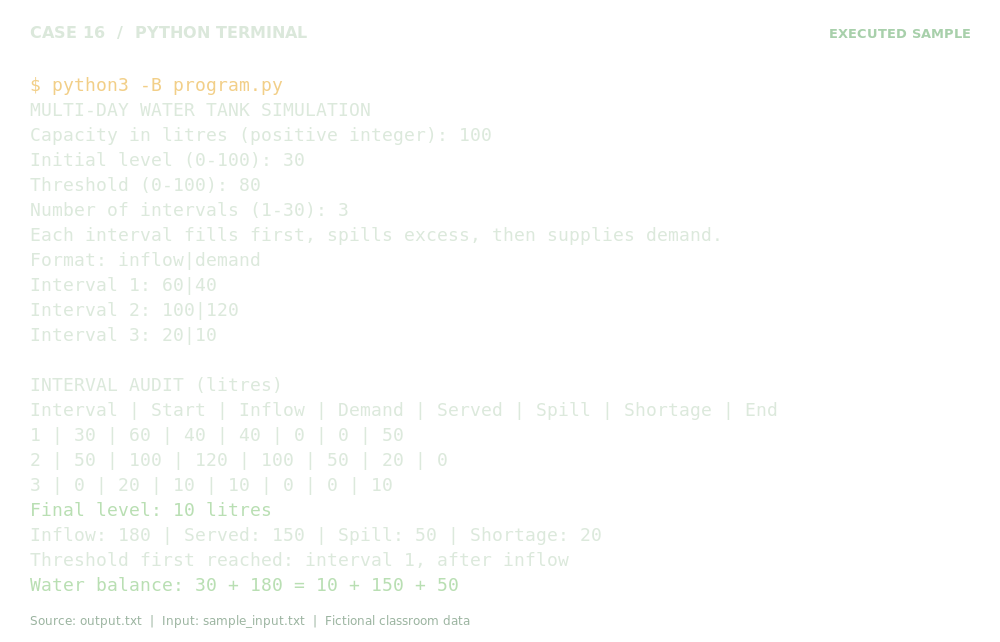 CASE 16 / PYTHON TERMINAL
EXECUTED SAMPLE
$ python3 -B program.py
MULTI-DAY WATER TANK SIMULATION
Capacity in litres (positive integer): 100
Initial level (0-100): 30
Threshold (0-100): 80
Number of intervals (1-30): 3
Each interval fills first, spills excess, then supplies demand.
Format: inflow|demand
Interval 1: 60|40
Interval 2: 100|120
Interval 3: 20|10
INTERVAL AUDIT (litres)
Interval | Start | Inflow | Demand | Served | Spill | Shortage | End
1 | 30 | 60 | 40 | 40 | 0 | 0 | 50
2 | 50 | 100 | 120 | 100 | 50 | 20 | 0
3 | 0 | 20 | 10 | 10 | 0 | 0 | 10
Final level: 10 litres
Inflow: 180 | Served: 150 | Spill: 50 | Shortage: 20
Threshold first reached: interval 1, after inflow
Water balance: 30 + 180 = 10 + 150 + 50
Source: output.txt | Input: sample_input.txt | Fictional classroom data